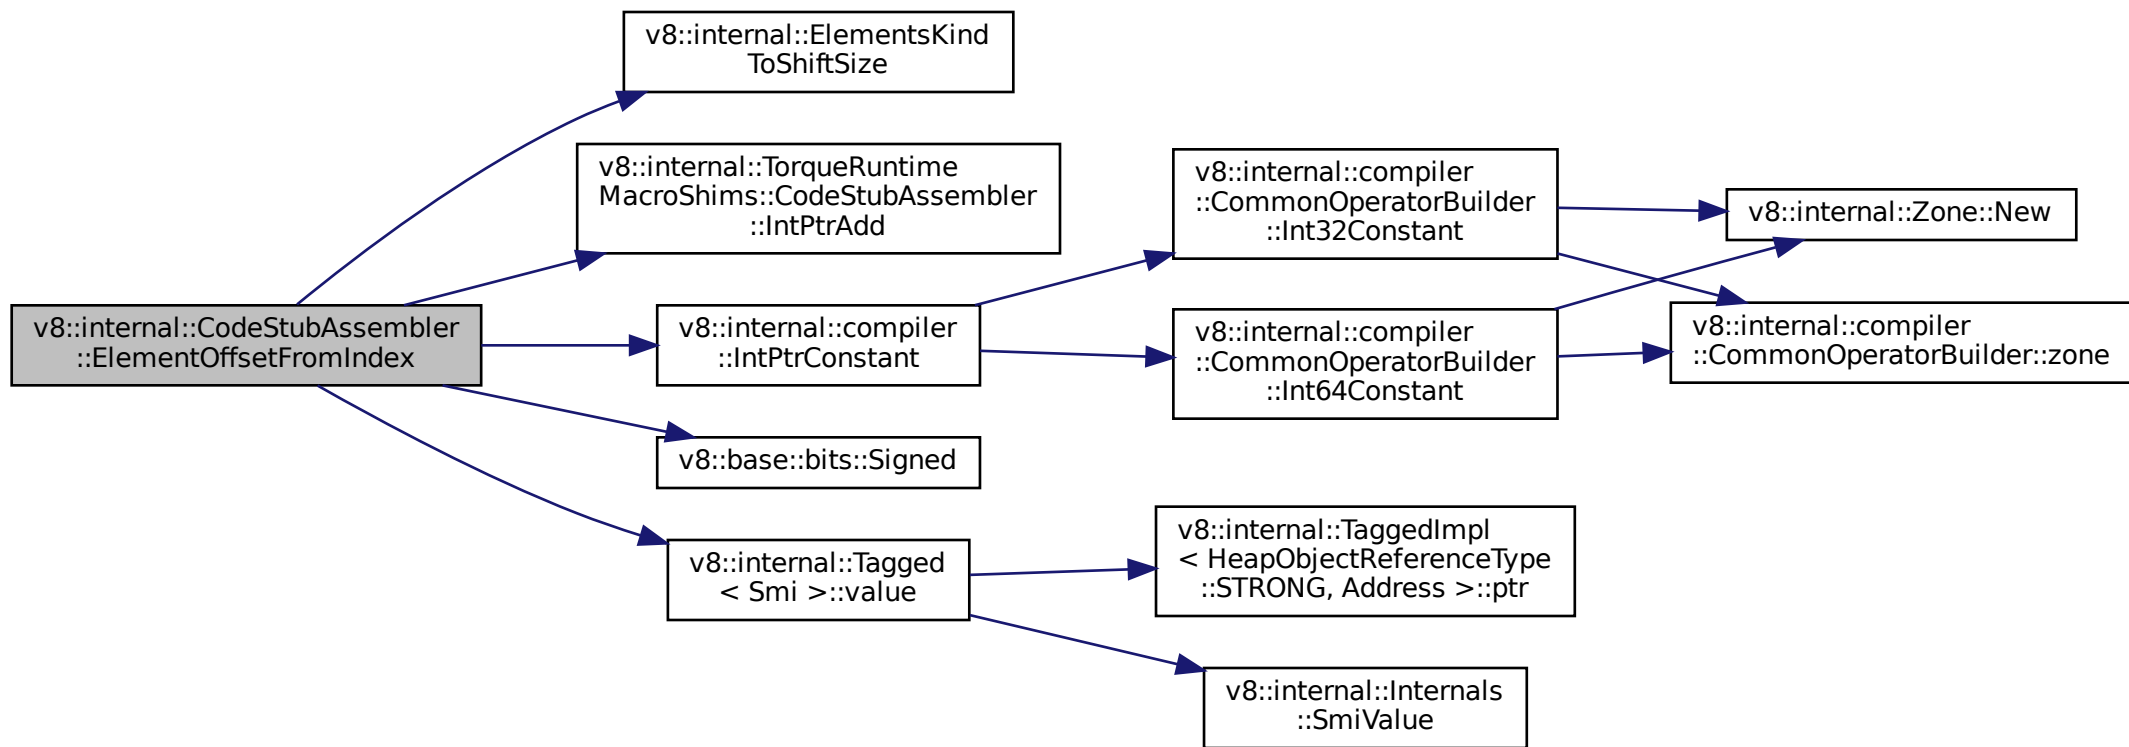 v8::internal::ElementsKind
ToShiftSize
v8::internal::TorqueRuntime
MacroShims::CodeStubAssembler
::IntPtrAdd
v8::internal::CodeStubAssembler
::ElementOffsetFromIndex
v8::internal::compiler
::IntPtrConstant
v8::base::bits::Signed
v8::internal::Tagged
< Smi >::value
v8::internal::compiler
::CommonOperatorBuilder
::Int32Constant
v8::internal::compiler
::CommonOperatorBuilder
::Int64Constant
v8::internal::Zone::New
v8::internal::compiler
::CommonOperatorBuilder::zone
v8::internal::TaggedImpl
< HeapObjectReferenceType
::STRONG, Address >::ptr
v8::internal::Internals
::SmiValue